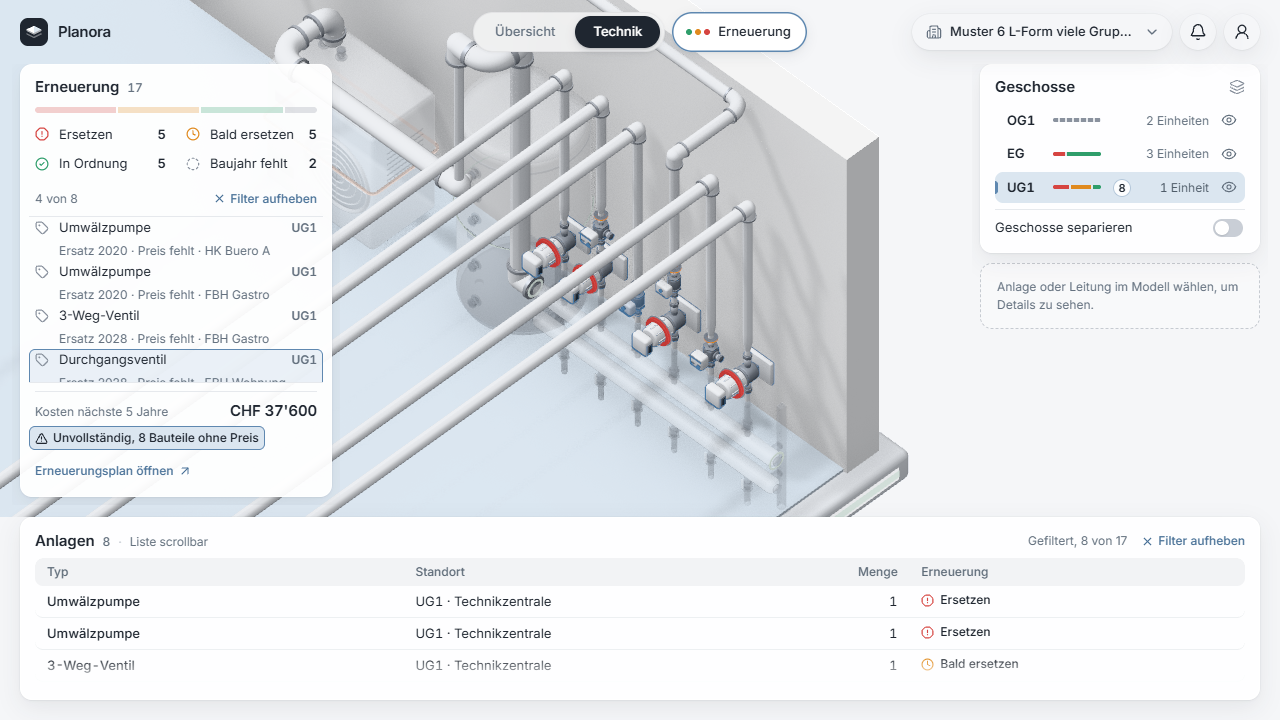 Planora
Übersicht
Technik
Erneuerung
Muster 6 L-Form viele Grup...
Erneuerung 17
Ersetzen 5
Bald ersetzen 5
In Ordnung 5
Baujahr fehlt 2
4 von 8
Filter aufheben
Umwälzpumpe UG1
Ersatz 2020 · Preis fehlt · HK Buero A
Umwälzpumpe UG1
Ersatz 2020 · Preis fehlt · FBH Gastro
3-Weg-Ventil UG1
Ersatz 2028 · Preis fehlt · FBH Gastro
Durchgangsventil UG1
Ersatz 2028 · Preis fehlt · FBH Wohnung
Kosten nächste 5 Jahre CHF 37'600
Unvollständig, 8 Bauteile ohne Preis
Erneuerungsplan öffnen
Geschosse
OG1 2 Einheiten
EG 3 Einheiten
UG1 8 1 Einheit
Geschosse separieren
Anlage oder Leitung im Modell wählen, um
Details zu sehen.
Anlagen 8 · Liste scrollbar
Gefiltert, 8 von 17
Filter aufheben
Typ Standort Menge Erneuerung
Umwälzpumpe UG1 · Technikzentrale 1 Ersetzen
Umwälzpumpe UG1 · Technikzentrale 1 Ersetzen
3-Weg-Ventil UG1 · Technikzentrale 1 Bald ersetzen